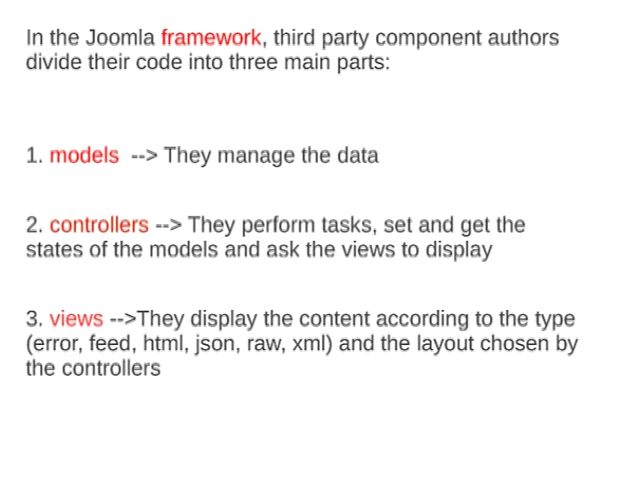 In the Joomla framework, third party component authors
divide their code into three main parts:
1. models --> They manage the data
2. controllers --> They perform tasks, set and get the
states of the models and ask the views to display
3. views -->They display the content according to the type
(error, feed, html, json, raw, xml) and the layout chosen by
the controllers